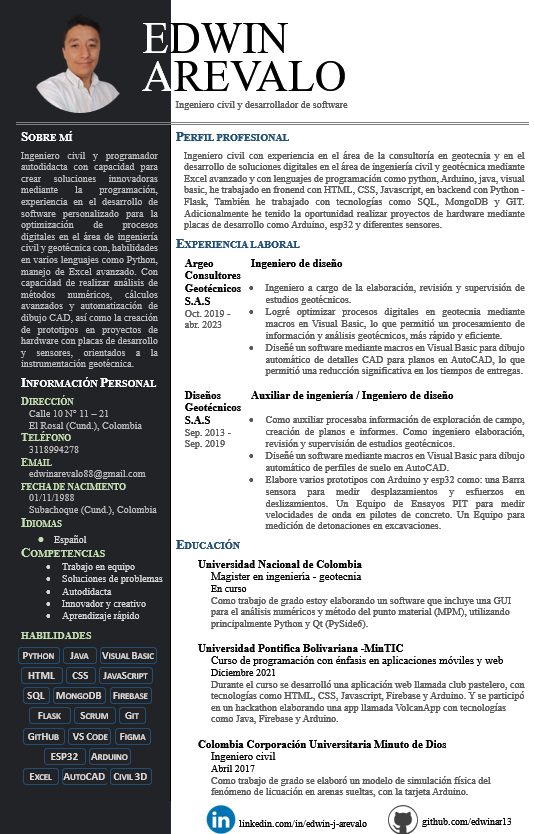 EDWIN
AREVALO
Ingeniero civil y desarrollador de software
SOBRE MÍ
Ingeniero civil y programador
autodidacta con capacidad para
crear soluciones innovadoras
mediante la programación,
experiencia en el desarrollo de
software personalizado para la
optimización de procesos
digitales en el área de ingeniería
civil y geotécnica con, habilidades
en varios lenguajes como Python,
manejo de Excel avanzado. Con
capacidad de realizar análisis de
métodos numéricos, cálculos
avanzados y automatización de
dibujo CAD, así como la creación
de prototipos en proyectos de
hardware con placas de desarrollo
y sensores, orientados a la
instrumentación geotécnica.
INFORMACIÓN PERSONAL
DIRECCIÓN
Calle 10 N° 11 – 21
El Rosal (Cund.), Colombia
TELÉFONO
3118994278
EMAIL
edwinarevalo88@gmail.com
FECHA DE NACIMIENTO
01/11/1988
Subachoque (Cund.), Colombia
IDIOMAS
• Español
COMPETENCIAS
• Trabajo en equipo
• Soluciones de problemas
• Autodidacta
• Innovador y creativo
• Aprendizaje rápido
HABILIDADES
PYTHON JAVA VISUAL BASIC
HTML CSS JAVASCRIPT
SQL MONGODB FIREBASE
FLASK SCRUM GIT
GITHUB VS CODE FIGMA
ESP32 ARDUINO
EXCEL AUTOCAD CIVIL 3D
PERFIL PROFESIONAL
Ingeniero civil con experiencia en el área de la consultoría en geotecnia y en el
desarrollo de soluciones digitales en el área de ingeniería civil y geotécnica mediante
Excel avanzado y con lenguajes de programación como python, Arduino, java, visual
basic, he trabajado en fronend con HTML, CSS, Javascript, en backend con Python -
Flask, También he trabajado con tecnologías como SQL, MongoDB y GIT.
Adicionalmente he tenido la oportunidad realizar proyectos de hardware mediante
placas de desarrollo como Arduino, esp32 y diferentes sensores.
EXPERIENCIA LABORAL
Argeo
Consultores
Geotécnicos
S.A.S
Oct. 2019 -
abr. 2023
Ingeniero de diseño
• Ingeniero a cargo de la elaboración, revisión y supervisión de
estudios geotécnicos.
• Logré optimizar procesos digitales en geotecnia mediante
macros en Visual Basic, lo que permitió un procesamiento de
información y análisis geotécnicos, más rápido y eficiente.
• Diseñé un software mediante macros en Visual Basic para dibujo
automático de detalles CAD para planos en AutoCAD, lo que
permitió una reducción significativa en los tiempos de entregas.
Diseños
Geotécnicos
S.A.S
Sep. 2013 -
Sep. 2019
Auxiliar de ingeniería / Ingeniero de diseño
• Como auxiliar procesaba información de exploración de campo,
creación de planos e informes. Como ingeniero elaboración,
revisión y supervisión de estudios geotécnicos.
• Diseñé un software mediante macros en Visual Basic para dibujo
automático de perfiles de suelo en AutoCAD.
• Elabore varios prototipos con Arduino y esp32 como: una Barra
sensora para medir desplazamientos y esfuerzos en
deslizamientos. Un Equipo de Ensayos PIT para medir
velocidades de onda en pilotes de concreto. Un Equipo para
medición de detonaciones en excavaciones.
EDUCACIÓN
Universidad Nacional de Colombia
Magister en ingeniería - geotecnia
En curso
Como trabajo de grado estoy elaborando un software que incluye una GUI
para el análisis numéricos y método del punto material (MPM), utilizando
principalmente Python y Qt (PySide6).
Universidad Pontifica Bolivariana -MinTIC
Curso de programación con énfasis en aplicaciones móviles y web
Diciembre 2021
Durante el curso se desarrolló una aplicación web llamada club pastelero, con
tecnologías como HTML, CSS, Javascript, Firebase y Arduino. Y se participó
en un hackathon elaborando una app llamada VolcanApp con tecnologías
como Java, Firebase y Arduino.
Colombia Corporación Universitaria Minuto de Dios
Ingeniero civil
Abril 2017
Como trabajo de grado se elaboró un modelo de simulación física del
fenómeno de licuación en arenas sueltas, con la tarjeta Arduino.
in linkedin.com/in/edwin-j-arevalo
github.com/edwinar13